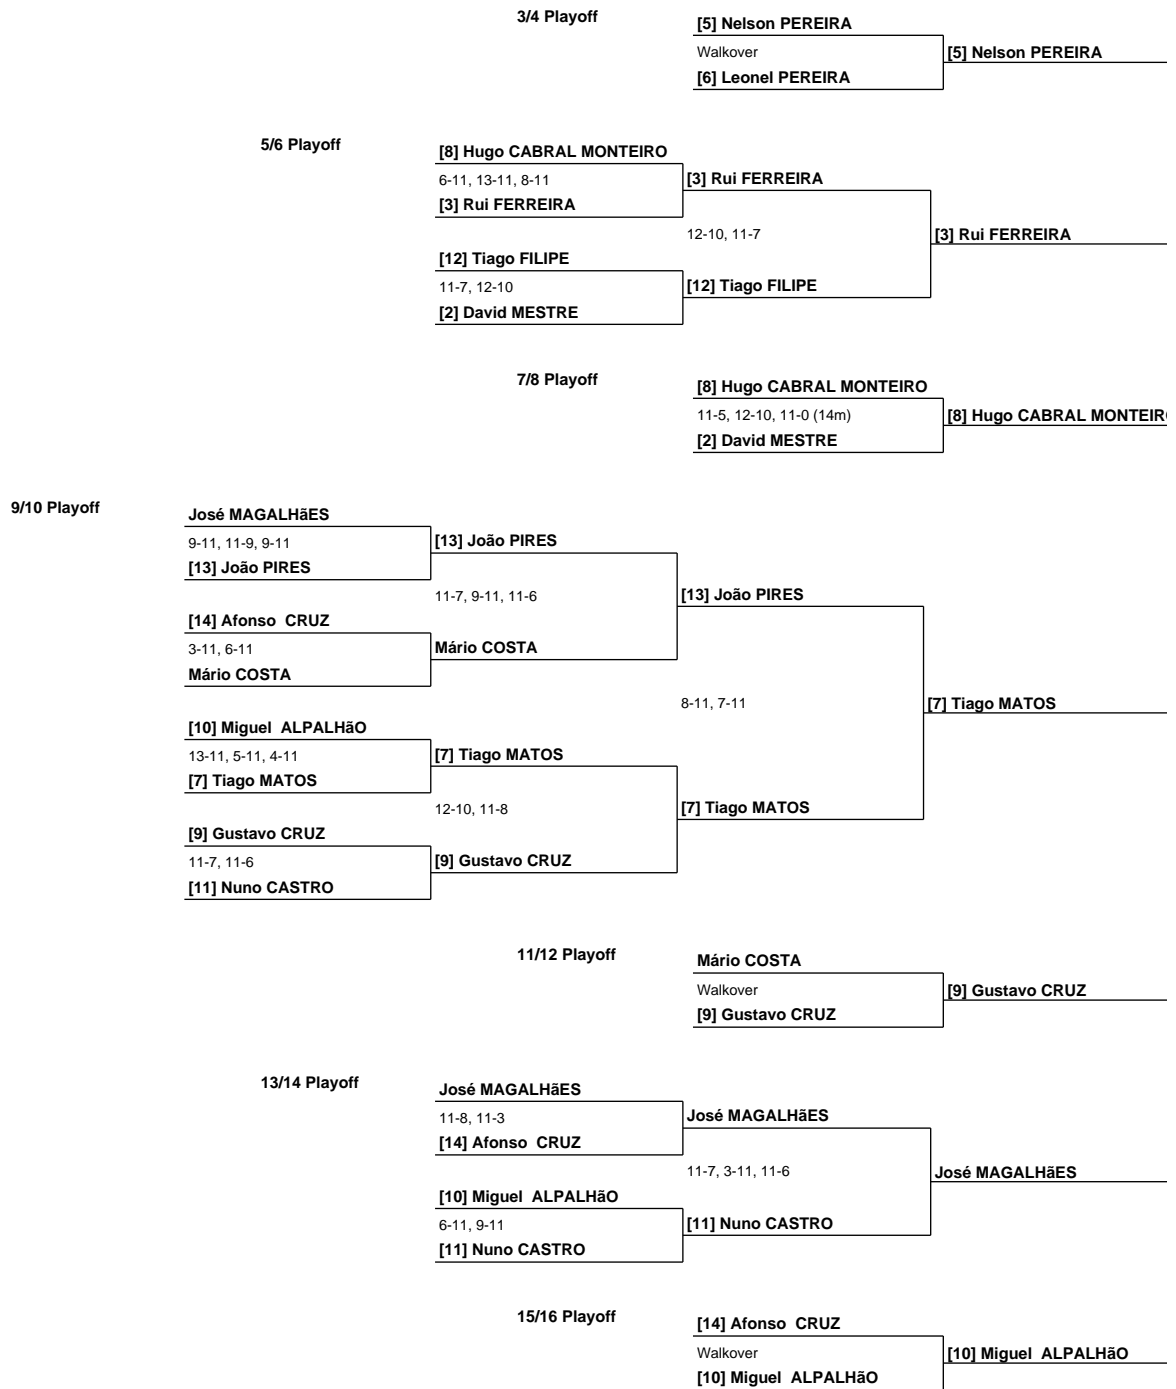 3/4 Playoff
[5] Nelson PEREIRA
Walkover
[5] Nelson PEREIRA
[6] Leonel PEREIRA
5/6 Playoff
[8] Hugo CABRAL MONTEIRO
6-11, 13-11, 8-11
[3] Rui FERREIRA
[3] Rui FERREIRA
12-10, 11-7
[3] Rui FERREIRA
[12] Tiago FILIPE
11-7, 12-10
[12] Tiago FILIPE
[2] David MESTRE
7/8 Playoff
[8] Hugo CABRAL MONTEIRO
11-5, 12-10, 11-0 (14m)
[8] Hugo CABRAL MONTEIRO
[2] David MESTRE
9/10 Playoff
José MAGALHãES
9-11, 11-9, 9-11
[13] João PIRES
[13] João PIRES
11-7, 9-11, 11-6
[13] João PIRES
[14] Afonso  CRUZ
3-11, 6-11
Mário COSTA
Mário COSTA
8-11, 7-11
[7] Tiago MATOS
[10] Miguel  ALPALHãO
13-11, 5-11, 4-11
[7] Tiago MATOS
[7] Tiago MATOS
12-10, 11-8
[7] Tiago MATOS
[9] Gustavo CRUZ
11-7, 11-6
[9] Gustavo CRUZ
[11] Nuno CASTRO
11/12 Playoff
Mário COSTA
Walkover
[9] Gustavo CRUZ
[9] Gustavo CRUZ
13/14 Playoff
José MAGALHãES
11-8, 11-3
José MAGALHãES
[14] Afonso  CRUZ
11-7, 3-11, 11-6
José MAGALHãES
[10] Miguel  ALPALHãO
6-11, 9-11
[11] Nuno CASTRO
[11] Nuno CASTRO
15/16 Playoff
[14] Afonso  CRUZ
Walkover
[10] Miguel  ALPALHãO
[10] Miguel  ALPALHãO